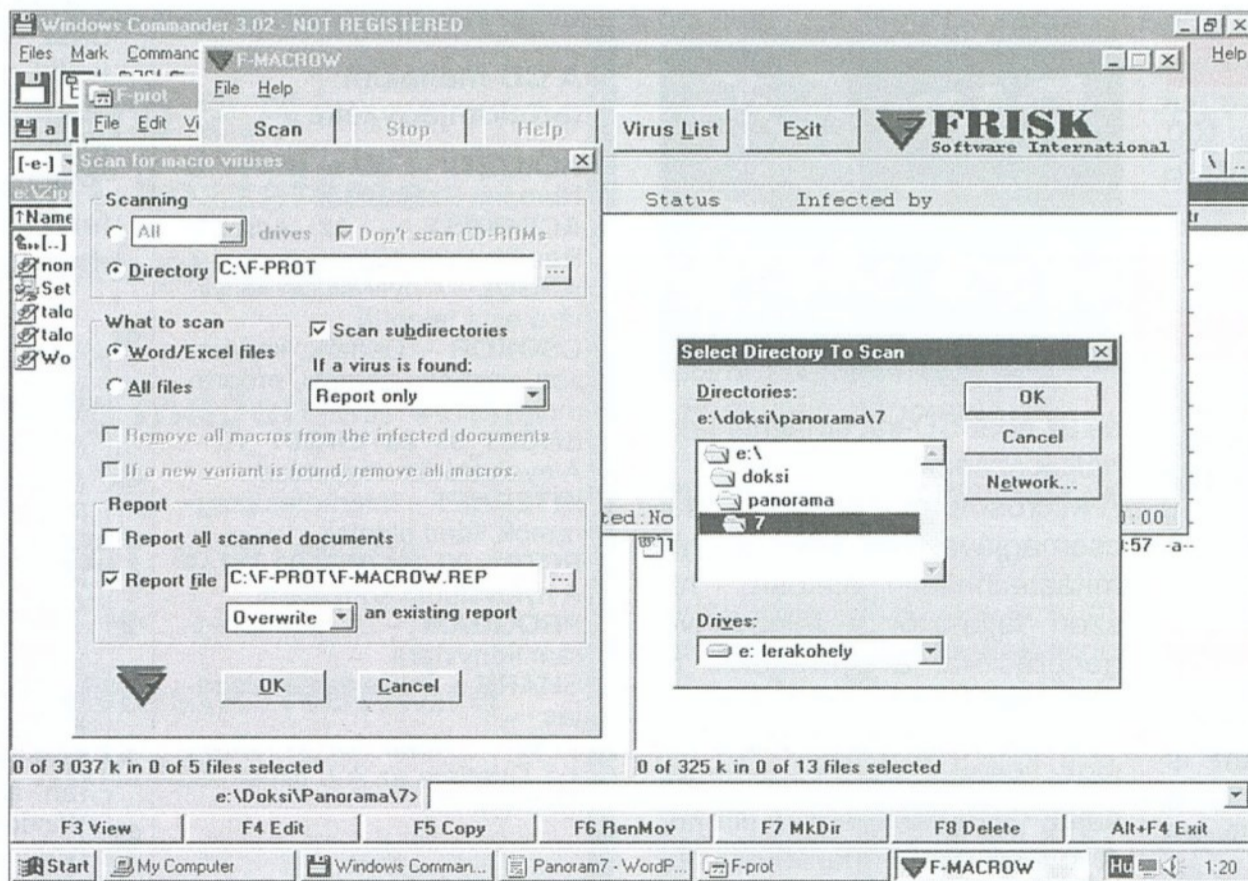 Windows Commander 3.02 - NOT REGISTERED
Files Mark Commanc
Help
F-MACROW
File Help
F-prot
File Edit Vi
Scan Stop Help Virus List Exit
FRISK
Software International
a
[-e-]
\ ..
Scan for macro viruses
Status Infected by
↑Name
[..]
Scanning
All drives Don't scan CD-ROMs
Directory C:\F-PROT ...
What to scan
Word/Excel files
All files
Scan subdirectories
If a virus is found:
Report only
Remove all macros from the infected documents
If a new variant is found, remove all macros.
Report
Report all scanned documents
Report file C:\F-PROT\F-MACROW.REP ...
Overwrite an existing report
OK Cancel
Select Directory To Scan
Directories:
e:\doksi\panorama\7
e:\
doksi
panorama
7
OK
Cancel
Network...
Drives:
e: lerakohely
:57 -a--
0 of 3 037 k in 0 of 5 files selected
0 of 325 k in 0 of 13 files selected
e:\Doksi\Panorama\7>
F3 View F4 Edit F5 Copy F6 RenMov F7 MkDir F8 Delete Alt+F4 Exit
Start My Computer Windows Comman... Panoram7 - WordP... F-prot F-MACROW Hu 1:20